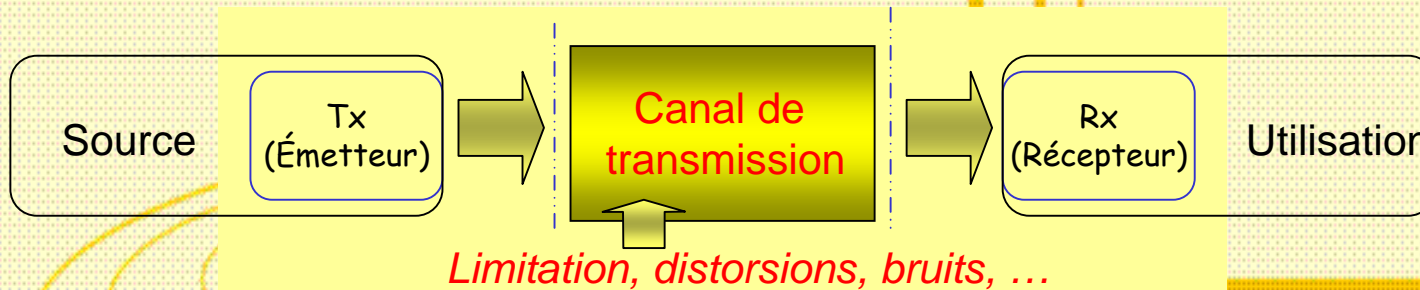 Source
Tx
(Émetteur)
Canal de
transmission
Rx
(Récepteur)
Utilisation
Limitation, distorsions, bruits, …